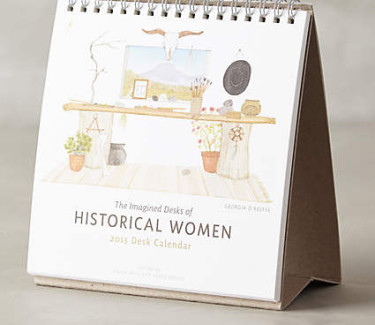 GEORGIA O'KEEFFE
The Imagined Desks of
HISTORICAL WOMEN
2015 Desk Calendar